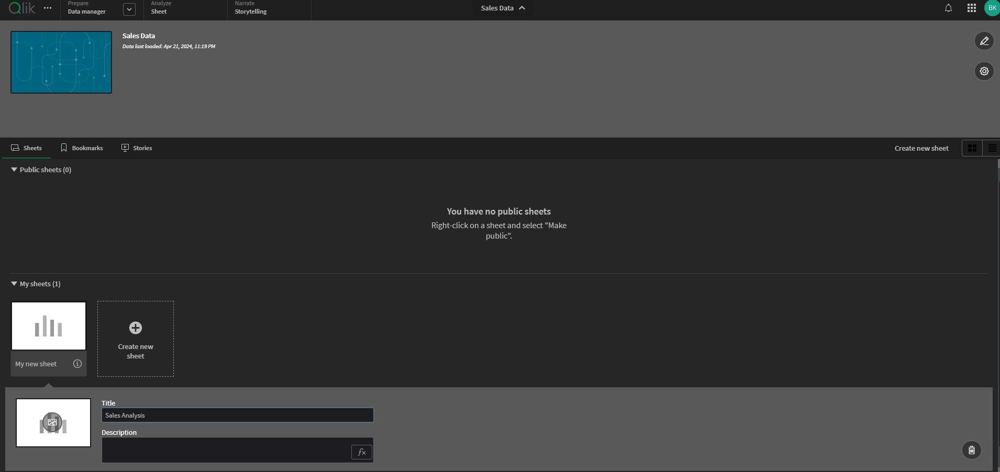 Qlik
Prepare
Data manager
Analyze
Sheet
Narrate
Storytelling
Sales Data
BK
Sales Data
Data last loaded: Apr 21, 2024, 11:19 PM
Sheets
Bookmarks
Stories
Create new sheet
Public sheets (0)
You have no public sheets
Right-click on a sheet and select "Make
public".
My sheets (1)
My new sheet
Create new
sheet
Title
Sales Analysis
Description
fx